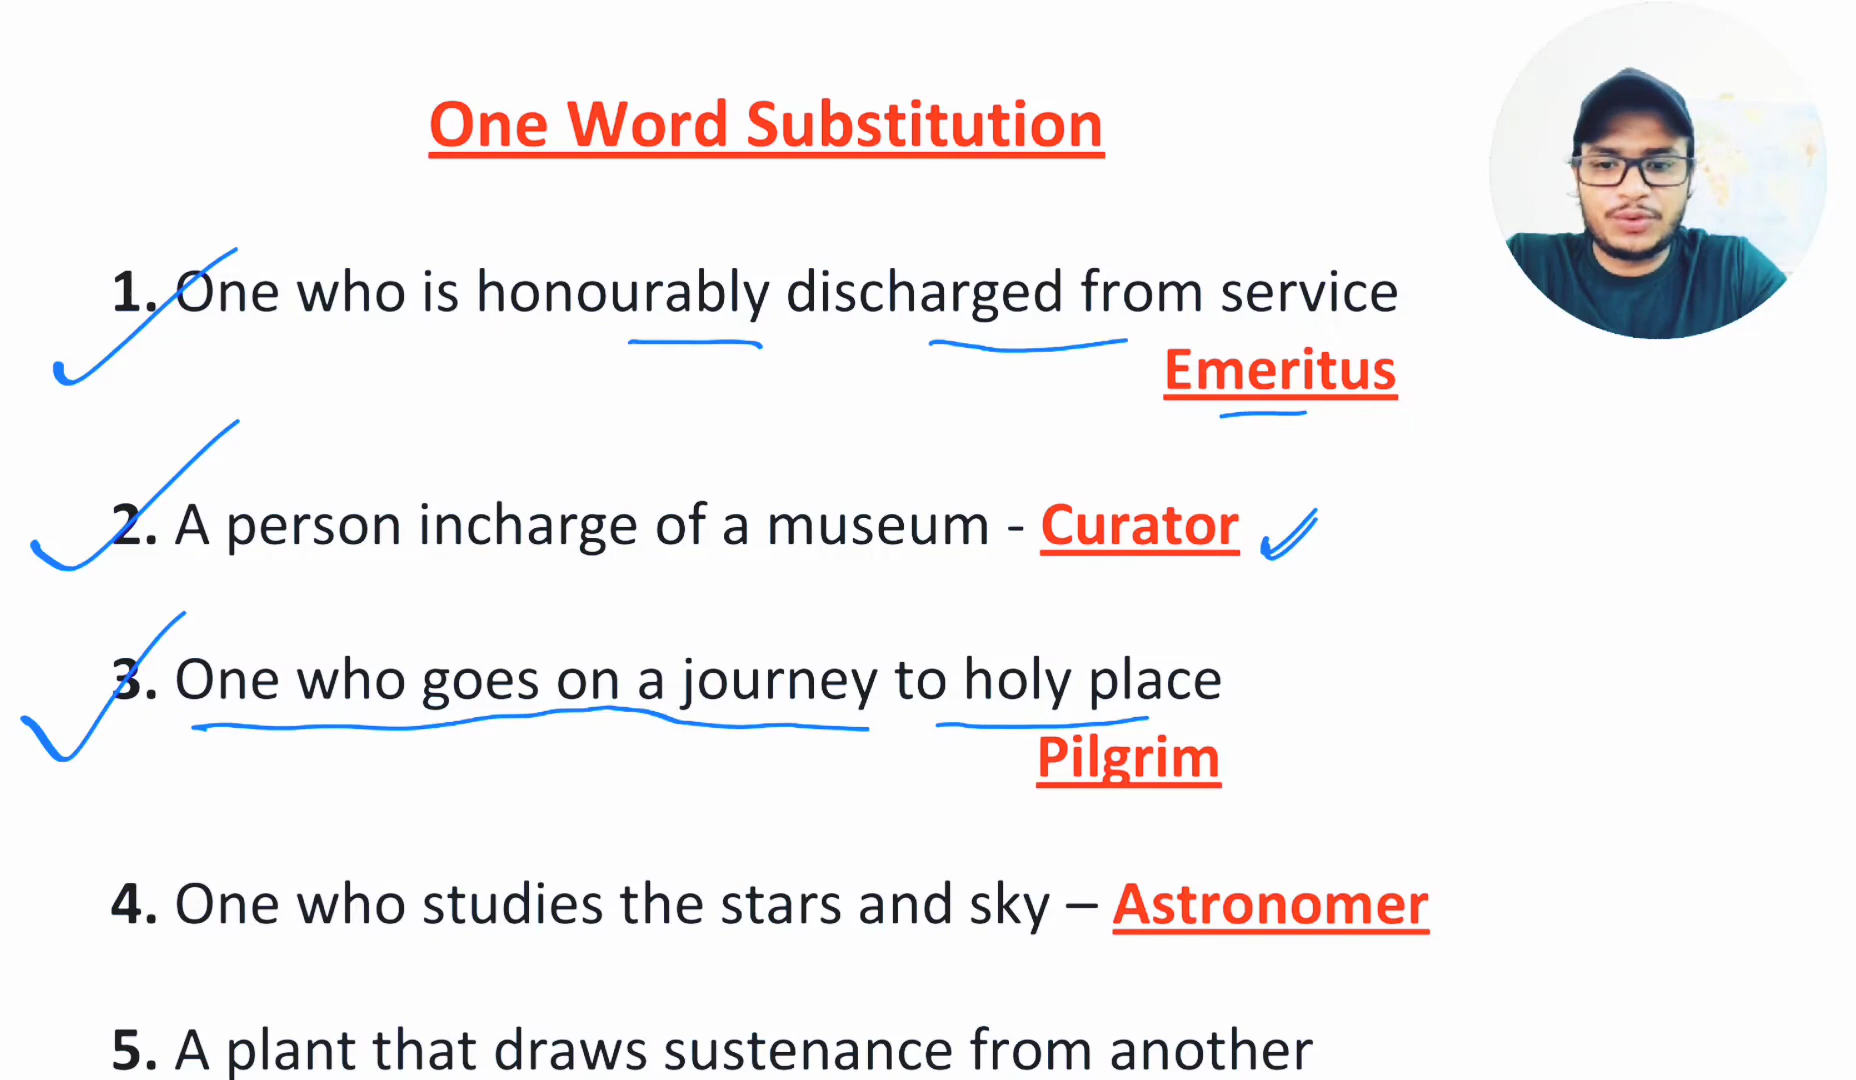 One Word Substitution
1. One who is honourably discharged from service
Emeritus
2. A person incharge of a museum - Curator
3. One who goes on a journey to holy place
Pilgrim
4. One who studies the stars and sky – Astronomer
5. A plant that draws sustenance from another